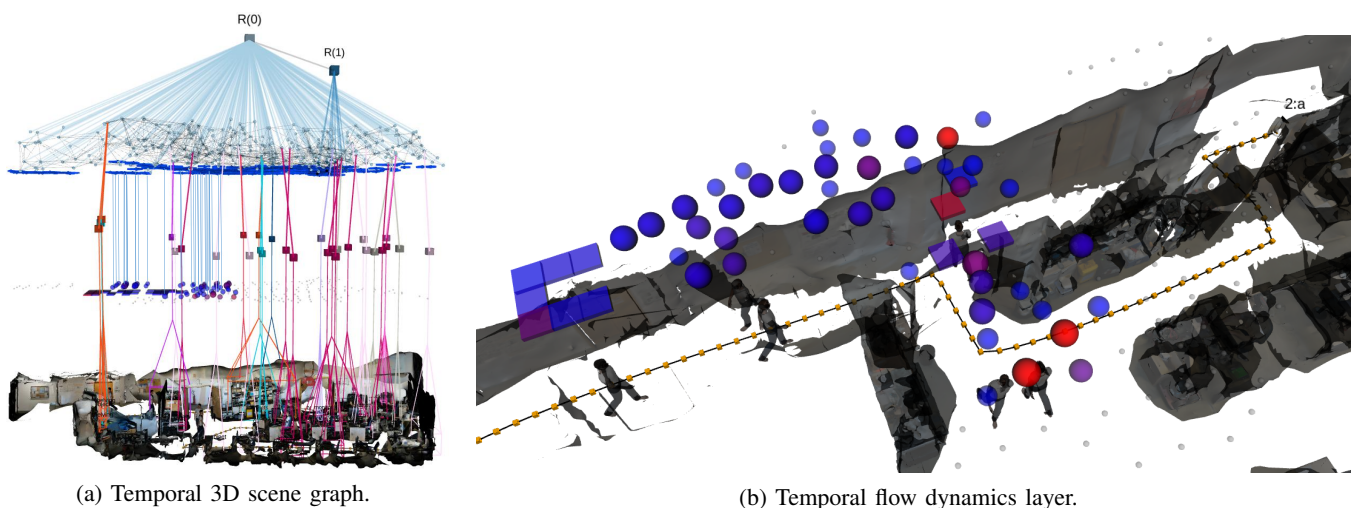 R(0)
R(1)
2:a
(a) Temporal 3D scene graph.
(b) Temporal flow dynamics layer.